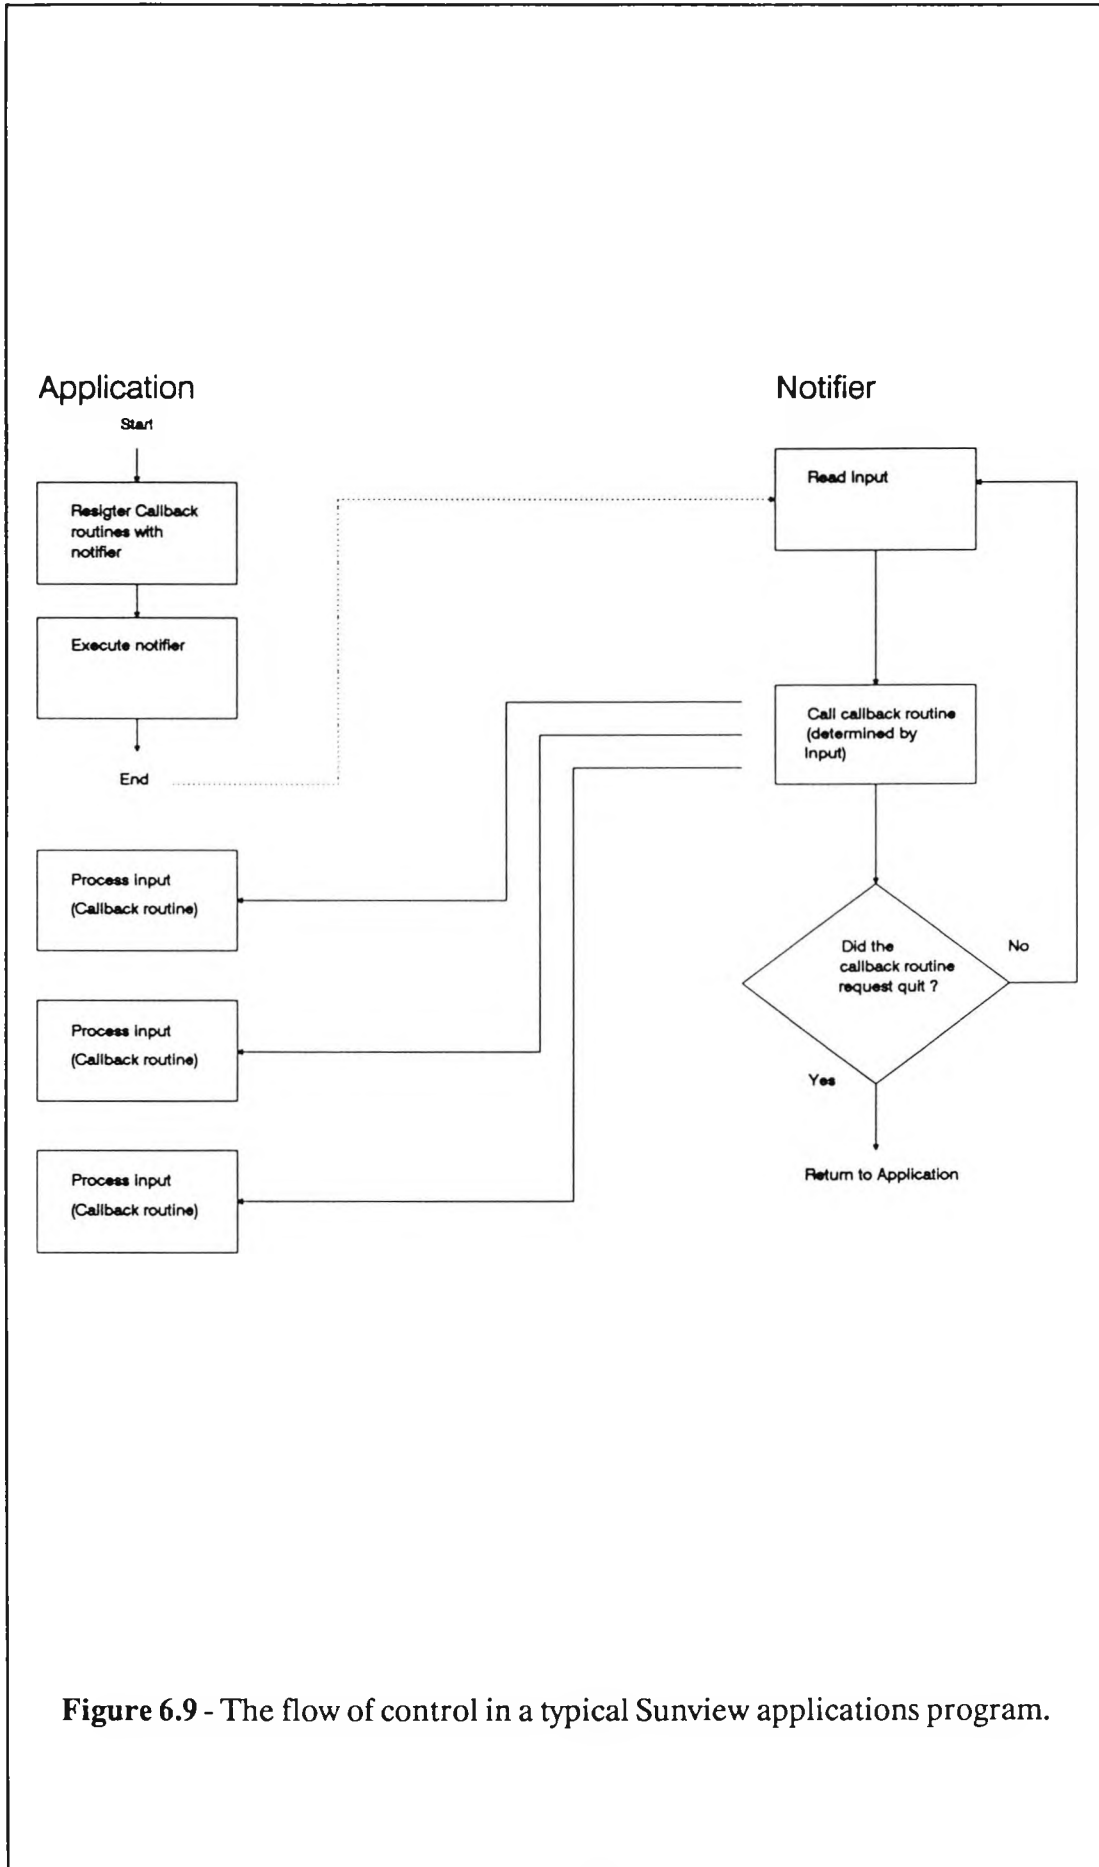 Application
Start
Resigter Callback
routines with
notifier
Execute notifier
End
Process input
(Callback routine)
Process input
(Callback routine)
Process input
(Callback routine)
Notifier
Read Input
Call callback routine
(determined by
Input)
Did the
callback routine
request quit ?
No
Yes
Return to Application
Figure 6.9 - The flow of control in a typical Sunview applications program.